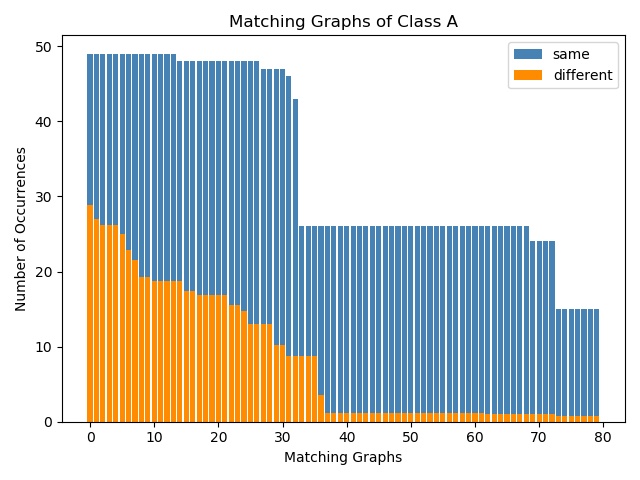 Matching Graphs of Class A
same
different
Number of Occurrences
50
40
30
20
10
0
0 10 20 30 40 50 60 70 80
Matching Graphs